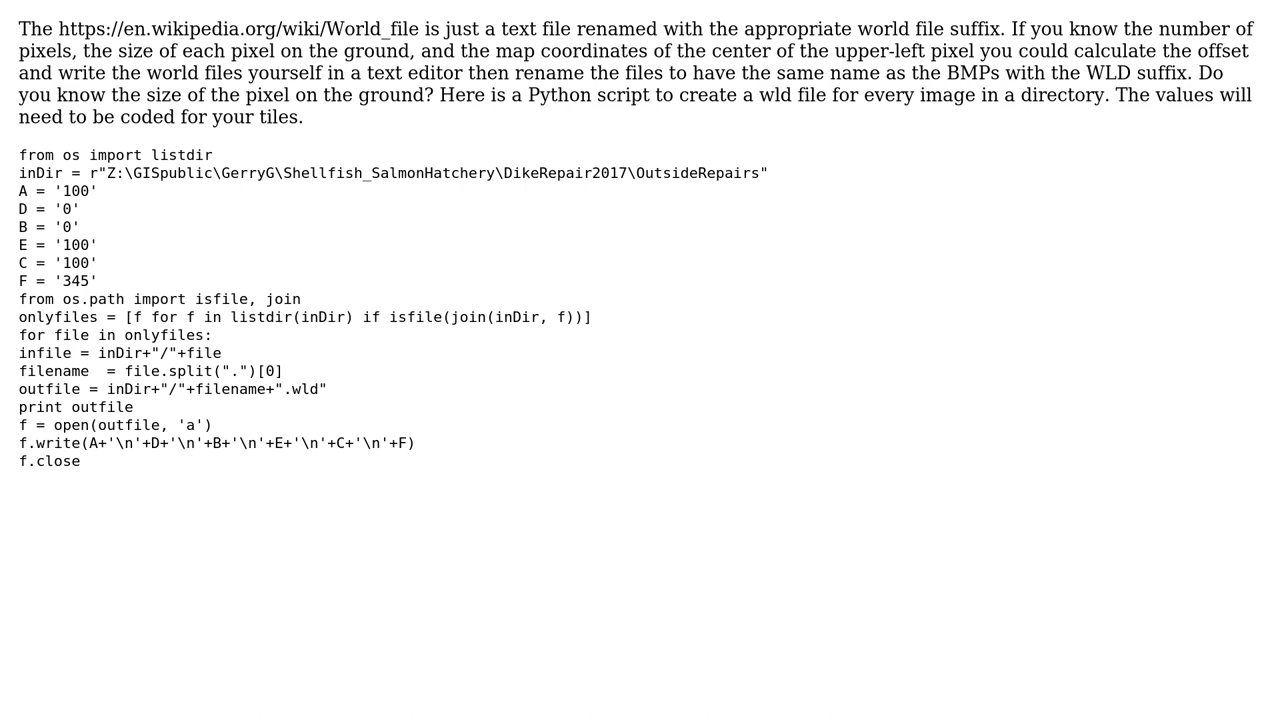 The https://en.wikipedia.org/wiki/World_file is just a text file renamed with the appropriate world file suffix. If you know the number of
pixels, the size of each pixel on the ground, and the map coordinates of the center of the upper-left pixel you could calculate the offset
and write the world files yourself in a text editor then rename the files to have the same name as the BMPs with the WLD suffix. Do
you know the size of the pixel on the ground? Here is a Python script to create a wld file for every image in a directory. The values will
need to be coded for your tiles.
from os import listdir
inDir = r"Z:\GISpublic\GerryG\Shellfish_SalmonHatchery\DikeRepair2017\OutsideRepairs"
A = '100'
D = '0'
B = '0'
E = '100'
C = '100'
F = '345'
from os.path import isfile, join
onlyfiles = [f for f in listdir(inDir) if isfile(join(inDir, f))]
for file in onlyfiles:
infile = inDir+"/"+file
filename  = file.split(".")[0]
outfile = inDir+"/"+filename+".wld"
print outfile
f = open(outfile, 'a')
f.write(A+'\n'+D+'\n'+B+'\n'+E+'\n'+C+'\n'+F)
f.close